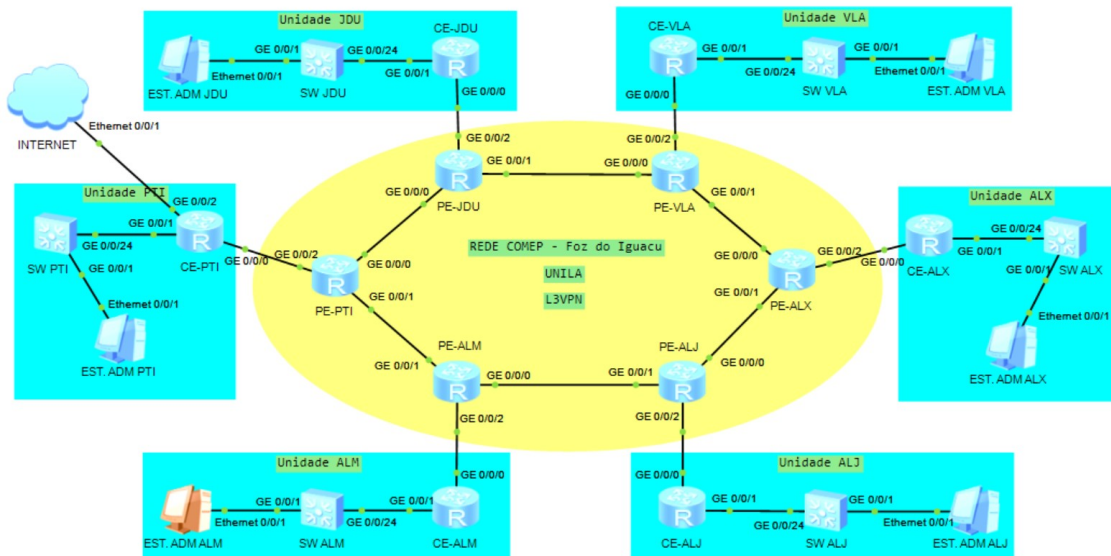 Unidade JDU
CE-JDU
GE 0/0/1
GE 0/0/24
Ethernet 0/0/1
GE 0/0/1
EST. ADM JDU
SW JDU
GE 0/0/0
GE 0/0/2
Unidade VLA
CE-VLA
GE 0/0/1
GE 0/0/1
GE 0/0/24
Ethernet 0/0/1
SW VLA
EST. ADM VLA
GE 0/0/0
GE 0/0/2
INTERNET
Ethernet 0/0/1
Unidade PTI
GE 0/0/2
GE 0/0/1
GE 0/0/24
SW PTI
CE-PTI
GE 0/0/0
GE 0/0/1
Ethernet 0/0/1
EST. ADM PTI
GE 0/0/2
GE 0/0/0
PE-PTI
GE 0/0/1
GE 0/0/0
PE-JDU
GE 0/0/1
GE 0/0/0
PE-VLA
GE 0/0/1
REDE COMEP - Foz do Iguacu
UNILA
L3VPN
GE 0/0/0
GE 0/0/2
GE 0/0/1
PE-ALX
Unidade ALX
GE 0/0/0
CE-ALX
GE 0/0/24
GE 0/0/1
SW ALX
GE 0/0/1
Ethernet 0/0/1
EST. ADM ALX
PE-ALM
GE 0/0/1
GE 0/0/0
GE 0/0/2
PE-ALJ
GE 0/0/1
GE 0/0/0
GE 0/0/2
Unidade ALM
GE 0/0/0
GE 0/0/1
GE 0/0/1
Ethernet 0/0/1
GE 0/0/24
EST. ADM ALM
SW ALM
CE-ALM
Unidade ALJ
GE 0/0/0
GE 0/0/1
GE 0/0/1
GE 0/0/24
Ethernet 0/0/1
CE-ALJ
SW ALJ
EST. ADM ALJ